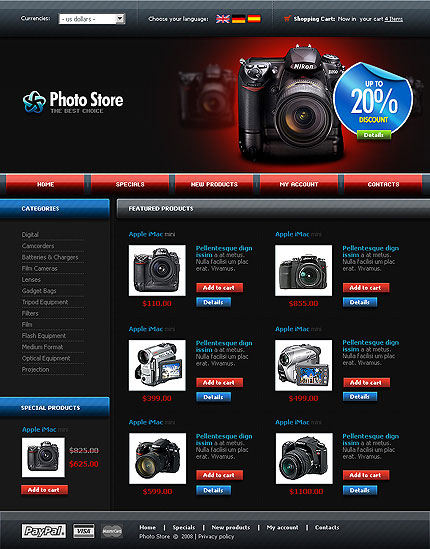 Currencies:
- us dollars -
Choose your language:
Shopping Cart: Now in your cart 4 Items
Nikon
UP TO
20%
DISCOUNT
Details
Photo Store
THE BEST CHOICE
HOME
SPECIALS
NEW PRODUCTS
MY ACCOUNT
CONTACTS
CATEGORIES
Digital
Camcorders
Batteries & Chargers
Film Cameras
Lenses
Gadget Bags
Tripod Equipment
Filters
Film
Flash Equipment
Medium Format
Optical Equipment
Projection
SPECIAL PRODUCTS
Apple iMac mini
$825.00
$625.00
Add to cart
FEATURED PRODUCTS
Apple iMac mini
Pellentesque dign
issim a at metus.
Nulla facilisi um plac
erat. Vivamus.
Add to cart
$110.00
Details
Apple iMac mini
Pellentesque dign
issim a at metus.
Nulla facilisi um plac
erat. Vivamus.
Add to cart
$855.00
Details
Apple iMac mini
Pellentesque dign
issim a at metus.
Nulla facilisi um plac
erat. Vivamus.
Add to cart
$399.00
Details
Apple iMac mini
Pellentesque dign
issim a at metus.
Nulla facilisi um plac
erat. Vivamus.
Add to cart
$499.00
Details
Apple iMac mini
Pellentesque dign
issim a at metus.
Nulla facilisi um plac
erat. Vivamus.
Add to cart
$599.00
Details
Apple iMac mini
Pellentesque dign
issim a at metus.
Nulla facilisi um plac
erat. Vivamus.
Add to cart
$1100.00
Details
PayPal
VISA
MasterCard
Home | Specials | New products | My account | Contacts
Photo Store © 2008 | Privacy policy